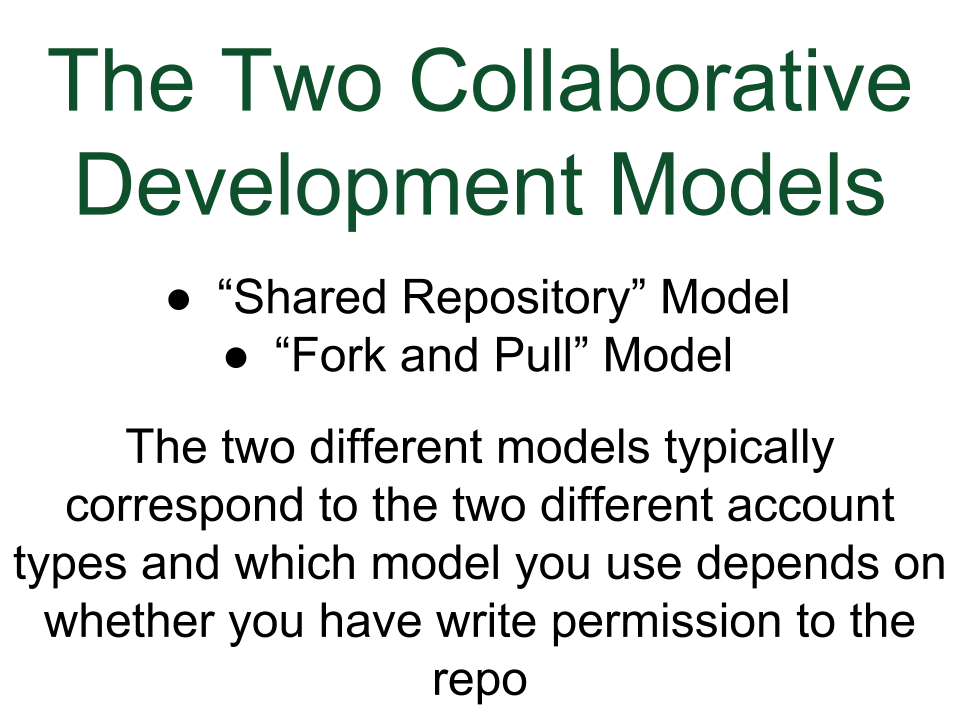 The Two Collaborative
Development Models
● “Shared Repository” Model
● “Fork and Pull” Model
The two different models typically
correspond to the two different account
types and which model you use depends on
whether you have write permission to the
repo